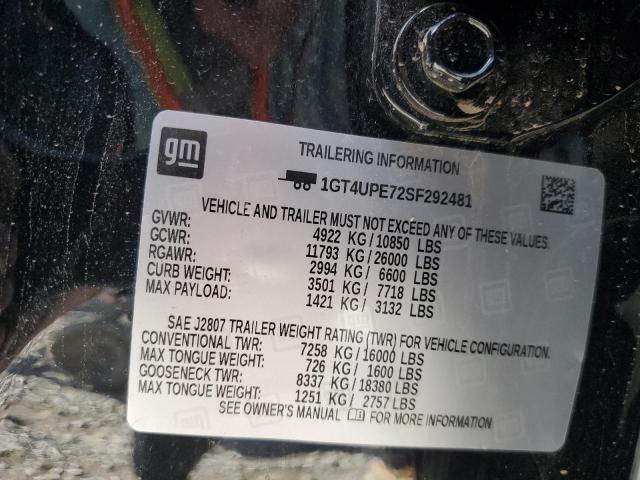 gm
TRAILERING INFORMATION
1GT4UPE72SF292481
VEHICLE AND TRAILER MUST NOT EXCEED ANY OF THESE VALUES.
GVWR: 4922 KG/10850 LBS
GCWR: 11793 KG/26000 LBS
RGAWR: 2994 KG/ 6600 LBS
CURB WEIGHT: 3501 KG/ 7718 LBS
MAX PAYLOAD: 1421 KG/ 3132 LBS
SAE J2807 TRAILER WEIGHT RATING (TWR) FOR VEHICLE CONFIGURATION.
CONVENTIONAL TWR: 7258 KG/16000 LBS
MAX TONGUE WEIGHT: 726 KG/ 1600 LBS
GOOSENECK TWR: 8337 KG/18380 LBS
MAX TONGUE WEIGHT: 1251 KG/ 2757 LBS
SEE OWNER'S MANUAL FOR MORE INFORMATION